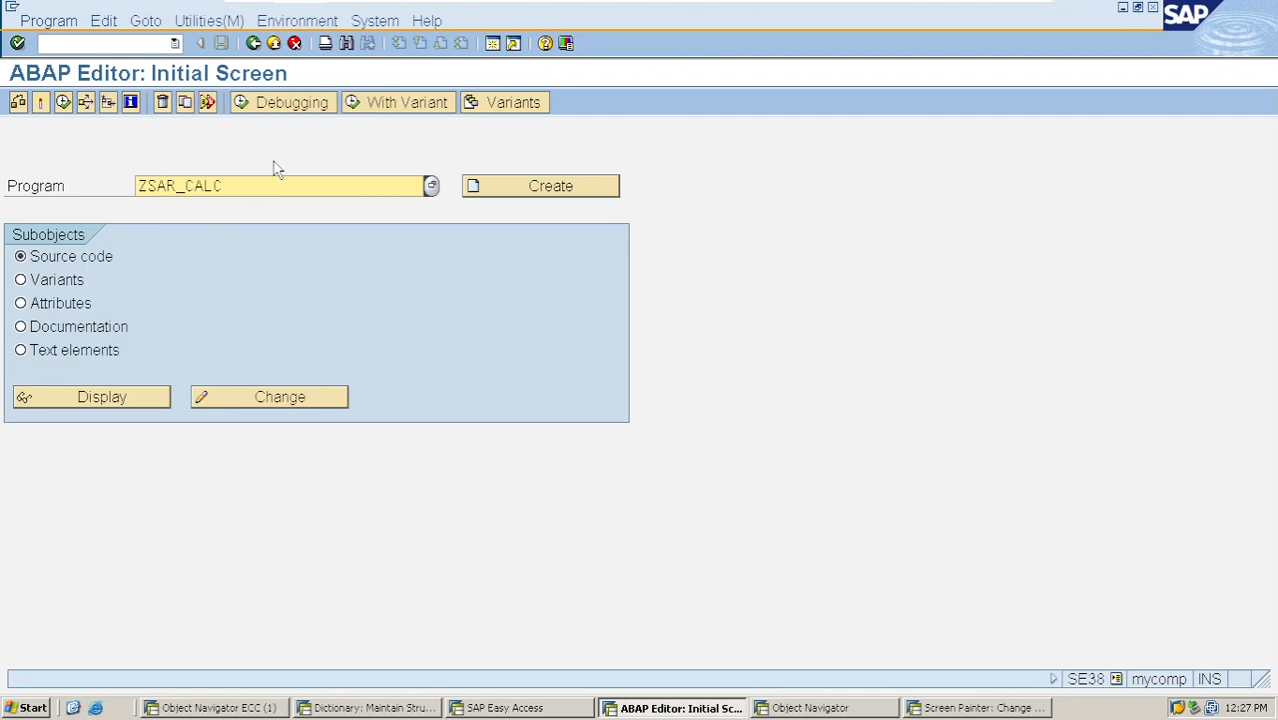 Program Edit Goto Utilities(M) Environment System Help
SAP
ABAP Editor: Initial Screen
Debugging With Variant Variants
Program ZSAR_CALC Create
Subobjects
Source code
Variants
Attributes
Documentation
Text elements
Display Change
SE38 mycomp INS
Start Object Navigator ECC (1) Dictionary: Maintain Stru... SAP Easy Access ABAP Editor: Initial Sc... Object Navigator Screen Painter: Change ... 12:27 PM